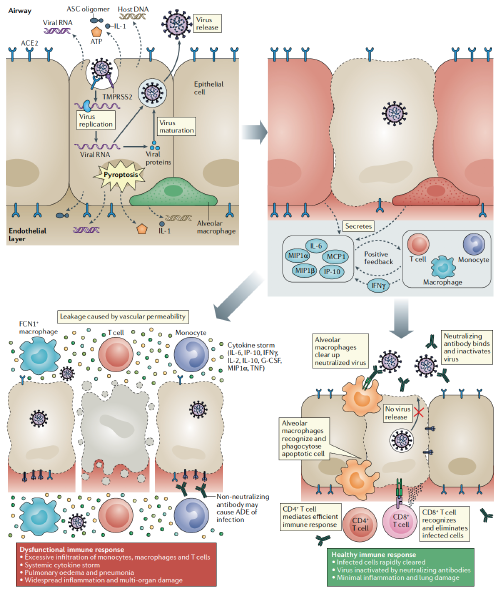 Airway
Viral RNA
ASC oligomer
IL-1
ATP
Host DNA
Virus
release
ACE2
TMPRSS2
Epithelial
cell
Virus
replication
Virus
maturation
Viral RNA
Viral
proteins
Pyroptosis
Endothelial
layer
IL-1
Alveolar
macrophage
Secretes
IL-6
MIP1α
MCP1
MIP1β
IP-10
Positive
feedback
IFNγ
T cell
Monocyte
Macrophage
Leakage caused by vascular permeability
FCN1⁺
macrophage
T cell
Monocyte
Cytokine storm
(IL-6, IP-10, IFNγ,
IL-2, IL-10, G-CSF,
MIP1α, TNF)
Non-neutralizing
antibody may
cause ADE of
infection
Dysfunctional immune response
• Excessive infiltration of monocytes, macrophages and T cells
• Systemic cytokine storm
• Pulmonary oedema and pneumonia
• Widespread inflammation and multi-organ damage
Alveolar
macrophages
clear up
neutralized virus
Neutralizing
antibody binds
and inactivates
virus
No virus
release
Alveolar
macrophages
recognize and
phagocytose
apoptotic cell
CD4⁺ T cell
mediates efficient
immune response
CD4⁺
T cell
CD8⁺
T cell
CD8⁺ T cell
recognizes
and eliminates
infected cells
Healthy immune response
• Infected cells rapidly cleared
• Virus inactivated by neutralizing antibodies
• Minimal inflammation and lung damage